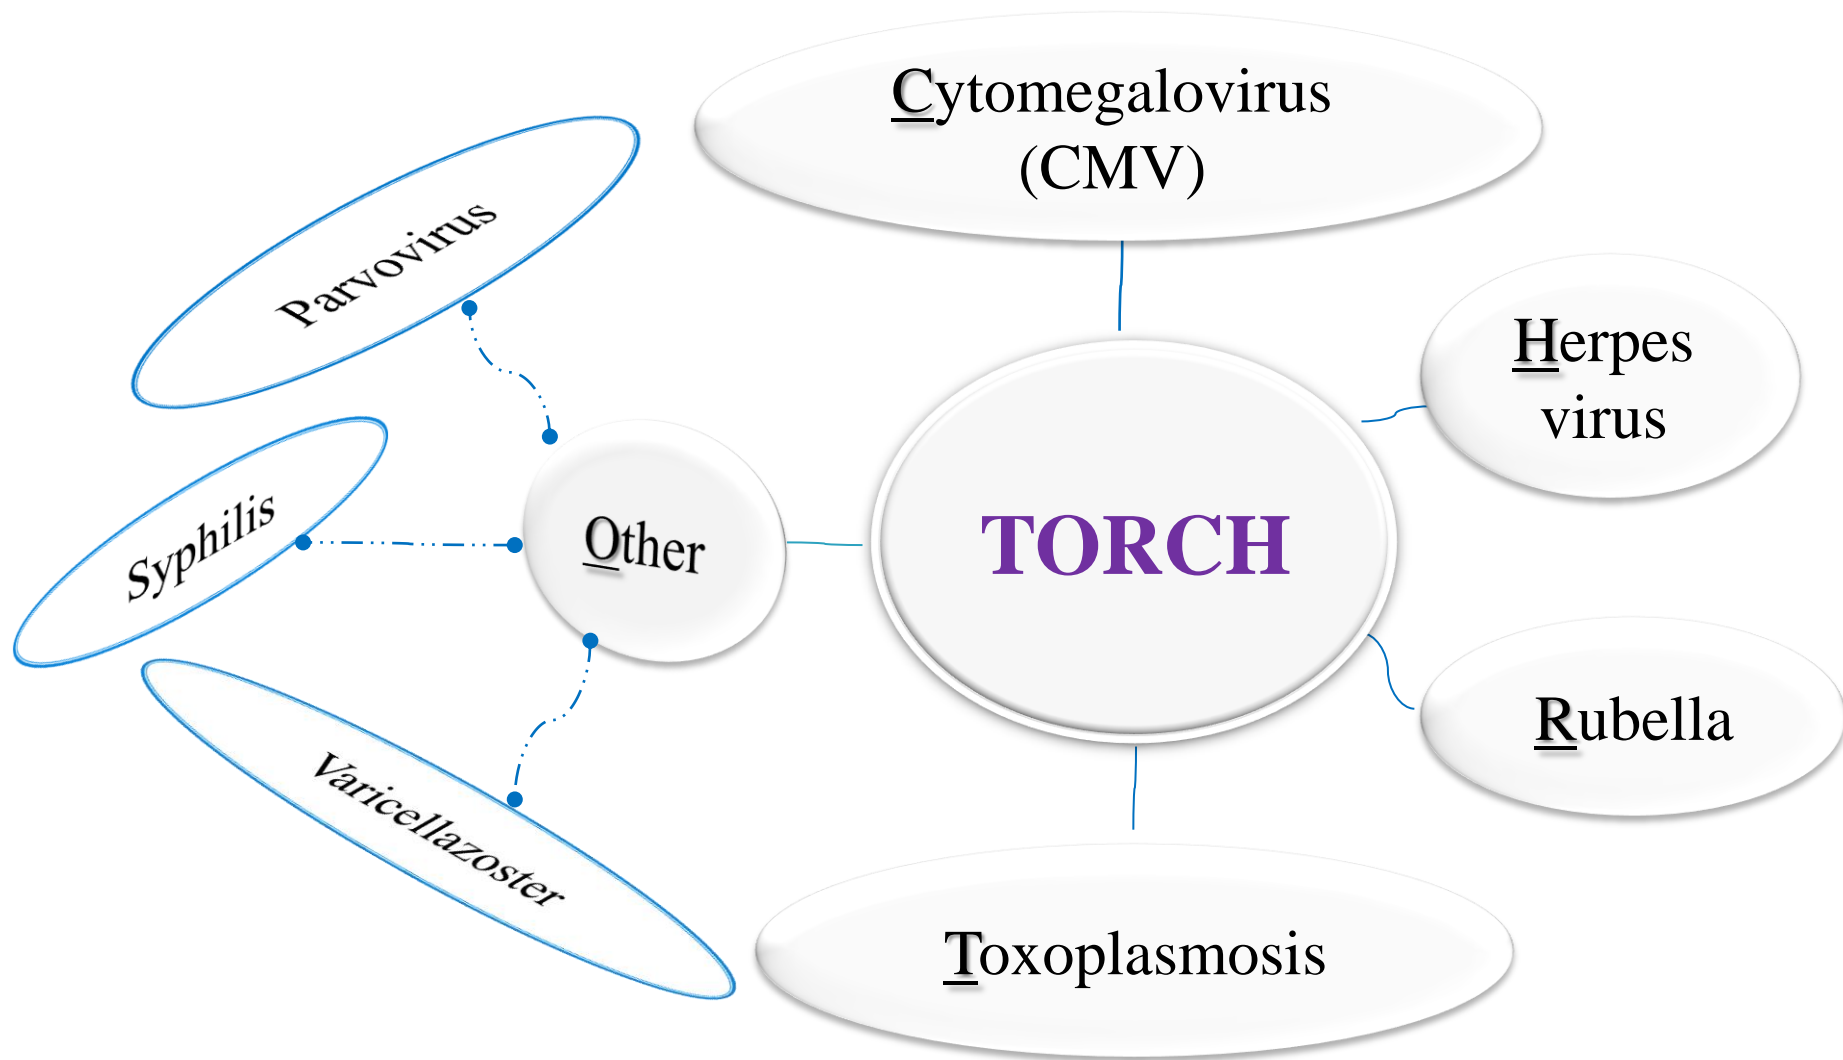 Cytomegalovirus
(CMV)
Parvovirus
Herpes
virus
Syphilis
Other
TORCH
Rubella
Varicellazoster
Toxoplasmosis